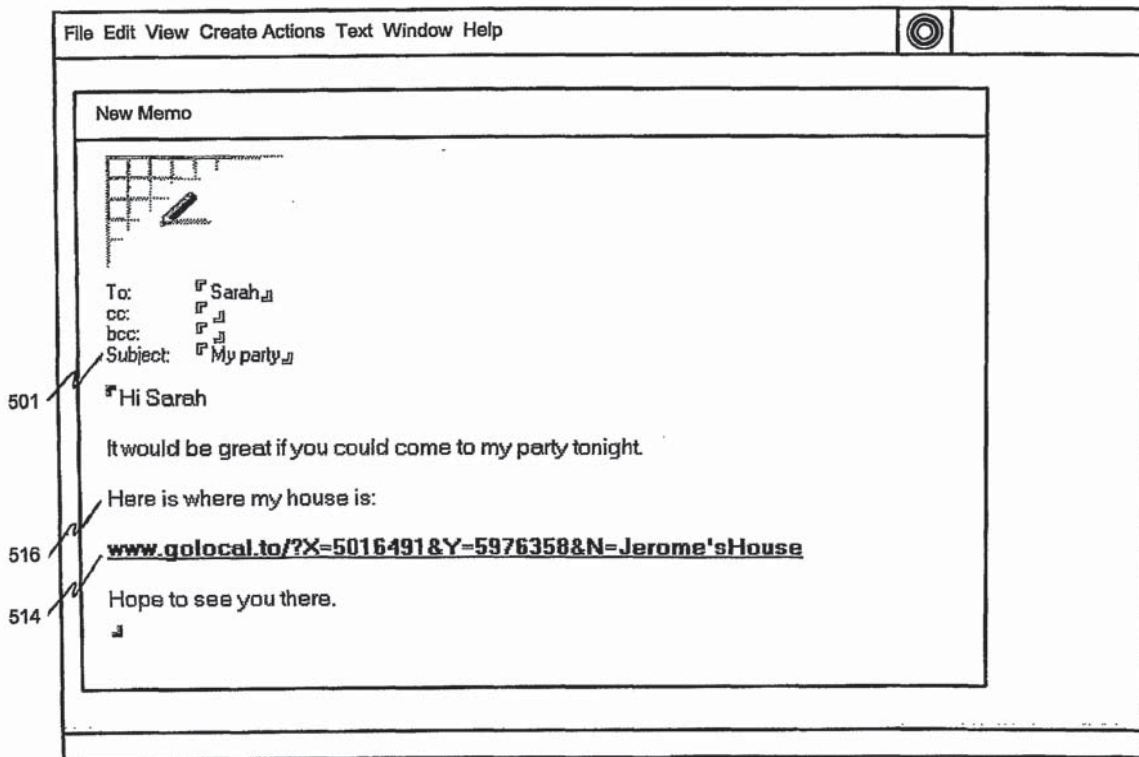 File Edit View Create Actions Text Window Help
New Memo
To: Sarah
cc:
bcc:
Subject: My party
501
Hi Sarah
It would be great if you could come to my party tonight.
Here is where my house is:
516
www.golocal.to/?X=5016491&Y=5976358&N=Jerome'sHouse
514
Hope to see you there.